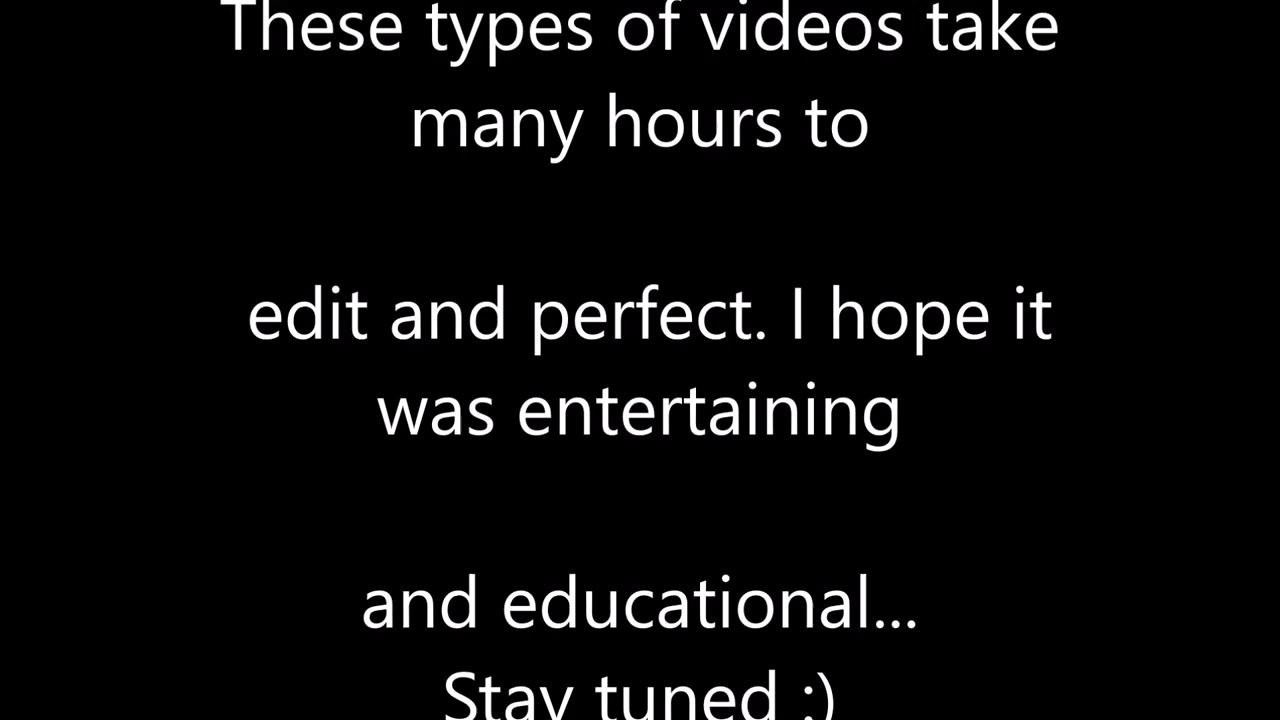 These types of videos take
many hours to
edit and perfect. I hope it
was entertaining
and educational...
Stay tuned :)